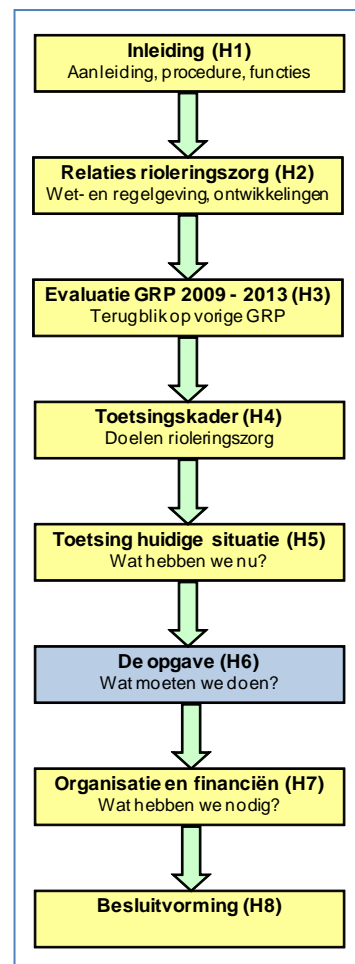 Inleiding (H1)
Aanleiding, procedure, functies
Relaties rioleringszorg (H2)
Wet- en regelgeving, ontwikkelingen
Evaluatie GRP 2009 - 2013 (H3)
Terugblik op vorige GRP
Toetsingskader (H4)
Doelen rioleringszorg
Toetsing huidige situatie (H5)
Wat hebben we nu?
De opgave (H6)
Wat moeten we doen?
Organisatie en financiën (H7)
Wat hebben we nodig?
Besluitvorming (H8)